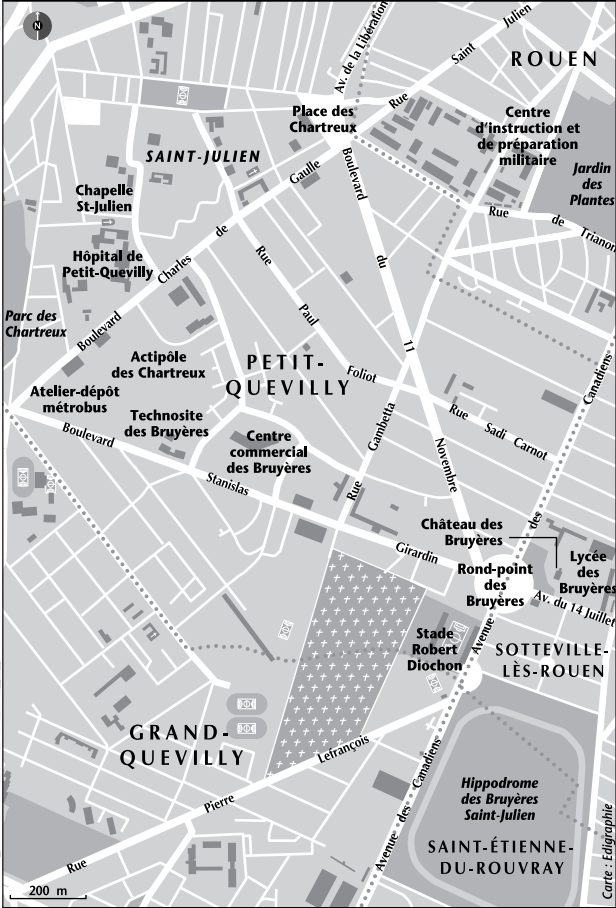 N
Av. de la Libération
Rue Saint Julien
ROUEN
Place des
Chartreux
Centre
d'instruction et
de préparation
militaire
SAINT-JULIEN
Jardin
des
Plantes
Chapelle
St-Julien
Boulevard Charles de Gaulle
Boulevard du 11 Novembre
Rue de Trianon
Hôpital de
Petit-Quevilly
Rue Paul Foliot
Parc des
Chartreux
Actipôle
des Chartreux
PETIT-
QUEVILLY
Atelier-dépôt
métrobus
Technosite
des Bruyères
Centre
commercial
des Bruyères
Rue Gambetta
Rue Sadi Carnot
Boulevard Stanislas Girardin
Avenue des Canadiens
Château des
Bruyères
Lycée
des
Bruyères
Rond-point
des
Bruyères
Av. du 14 Juillet
Stade
Robert
Diochon
SOTTEVILLE-
LÈS-ROUEN
GRAND-
QUEVILLY
Rue Pierre Lefrançois
Avenue des Canadiens
Hippodrome
des Bruyères
Saint-Julien
SAINT-ÉTIENNE-
DU-ROUVRAY
200 m
Carte : Edigraphie